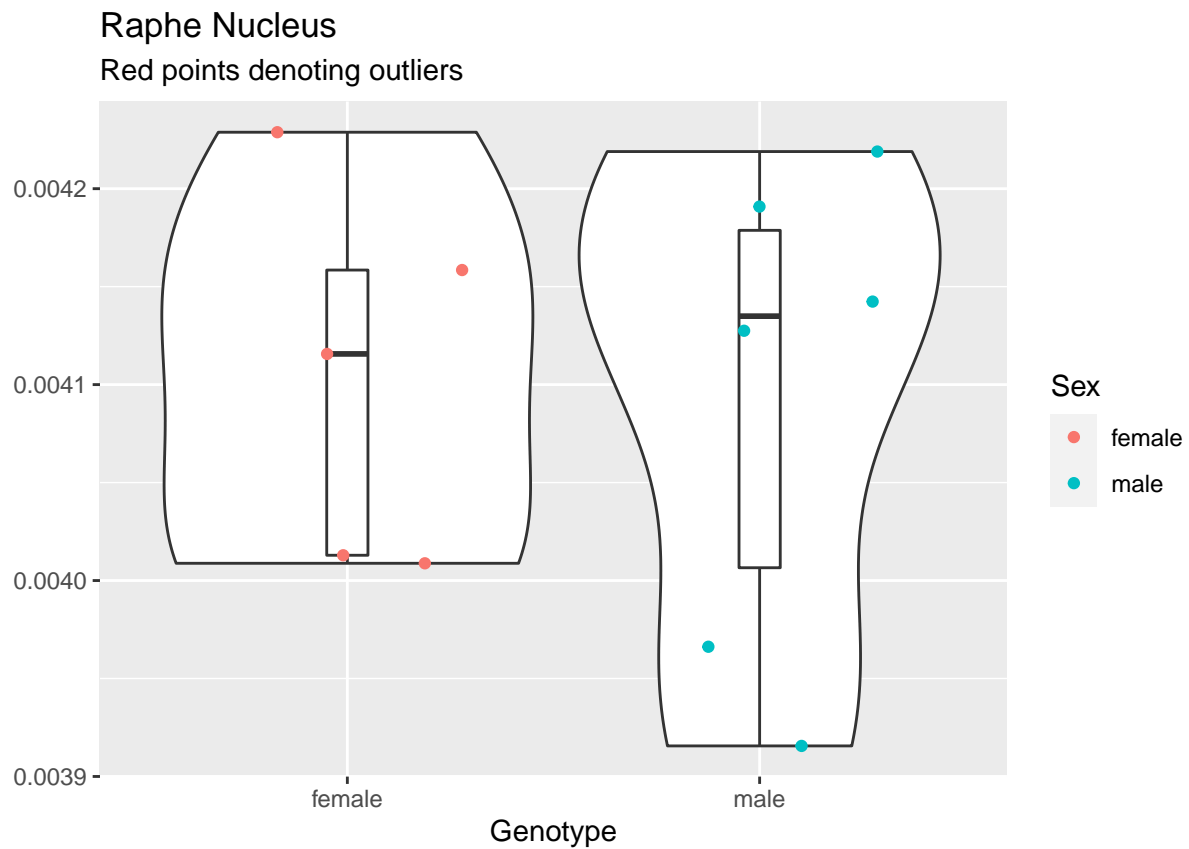 Raphe Nucleus
Red points denoting outliers
0.0042
0.0041
0.0040
0.0039
female
male
Genotype
Sex
female
male